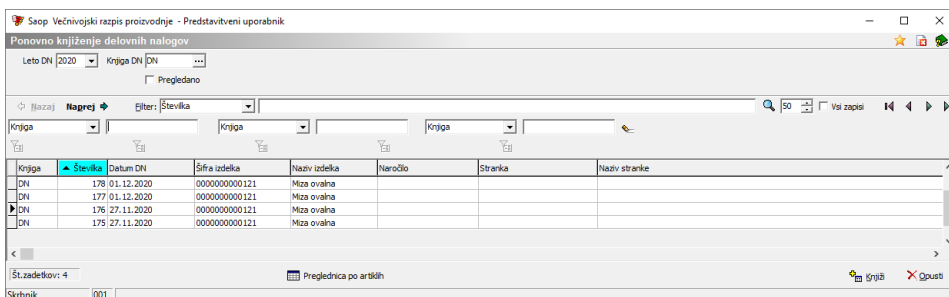 Saop Večnivojski razpis proizvodnje - Predstavitveni uporabnik
Ponovno knjiženje delovnih nalogov
Leto DN 2020 Knjiga DN DN ...
Pregledano
Nazaj Naprej Filter: Številka 50 Vsi zapisi
Knjiga Knjiga Knjiga
Knjiga Številka Datum DN Šifra izdelka Naziv izdelka Naročilo Stranka Naziv stranke
DN 178 01.12.2020 0000000000121 Miza ovalna
DN 177 01.12.2020 0000000000121 Miza ovalna
DN 176 27.11.2020 0000000000121 Miza ovalna
DN 175 27.11.2020 0000000000121 Miza ovalna
Št.zadetkov: 4 Preglednica po artiklih Knjiži Opusti
Skrbnik 001